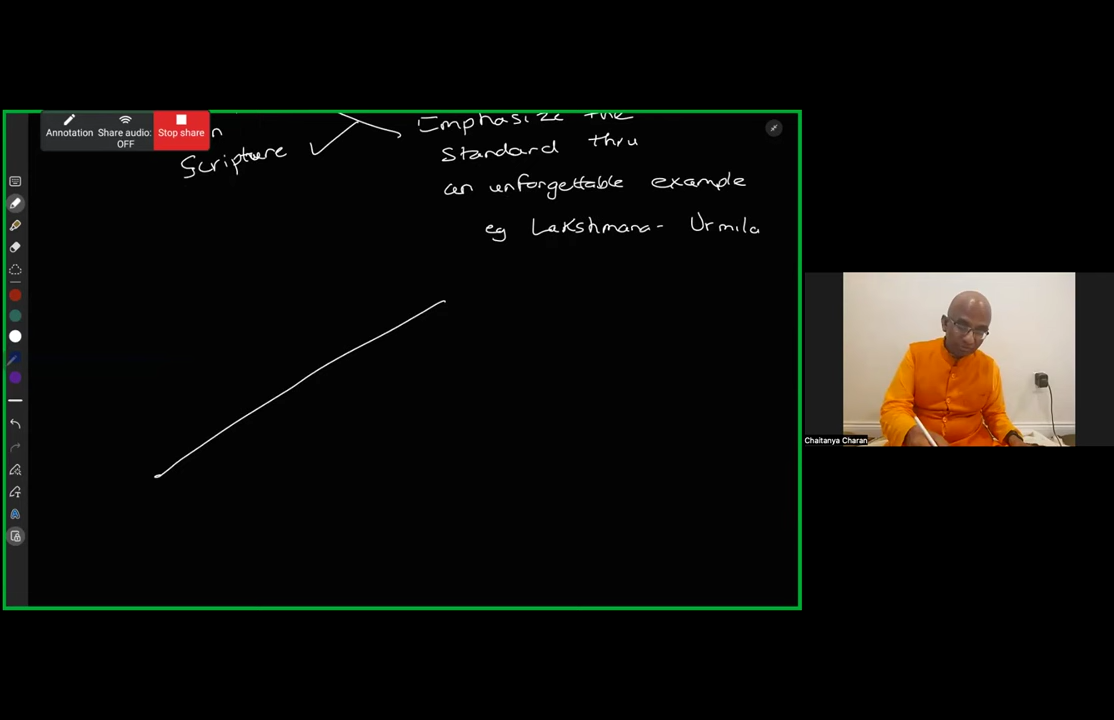 Annotation
Share audio:
OFF
Stop share
n
Scripture
Emphasize the
standard thru
an unforgettable example
eg Lakshmana - Urmila
Chaitanya Charan